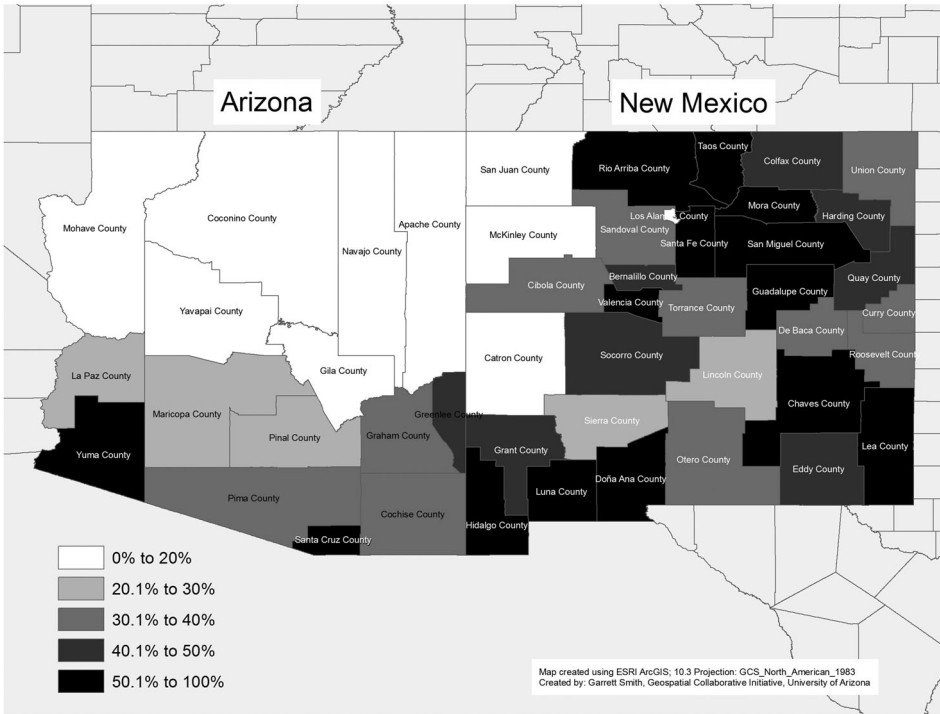 Arizona
New Mexico
Taos County
Rio Arriba County
Colfax County
San Juan County
Union County
Mora County
Los Alamos County
Harding County
Coconino County
Apache County
Mohave County
Sandoval County
McKinley County
Santa Fe County
San Miguel County
Navajo County
Bernalillo County
Quay County
Cibola County
Guadalupe County
Valencia County
Torrance County
Yavapai County
Curry County
De Baca County
Socorro County
Roosevelt County
Catron County
Gila County
La Paz County
Lincoln County
Chaves County
Maricopa County
Greenlee County
Sierra County
Pinal County
Graham County
Lea County
Yuma County
Grant County
Otero County
Eddy County
Doña Ana County
Luna County
Pima County
Cochise County
Hidalgo County
Santa Cruz County
0% to 20%
20.1% to 30%
30.1% to 40%
40.1% to 50%
50.1% to 100%
Map created using ESRI ArcGIS; 10.3 Projection: GCS_North_American_1983
Created by: Garrett Smith, Geospatial Collaborative Initiative, University of Arizona